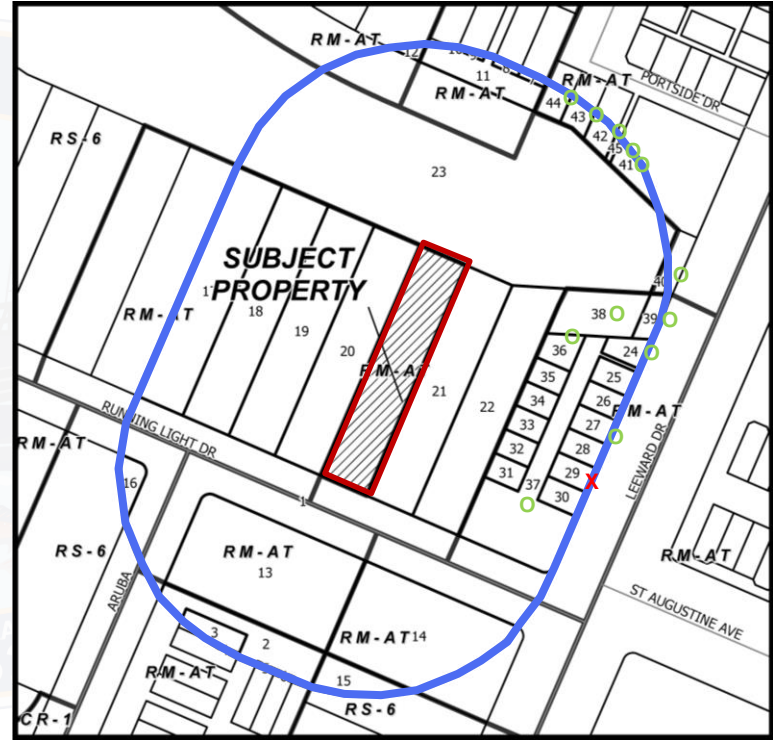 RM-AT
12
10
11
RM-AT
RM-AT
44
43
42
45
41
PORTSIDE DR
RS-6
23
40
SUBJECT
PROPERTY
18
19
20
RM-AT
21
22
38
39
36
24
35
25
34
26
RM-AT
33
27
32
28
31
29
37
30
LEEWARD DR
RUNNING LIGHT DR
RM-AT
16
1
X
RM-AT
RS-6
RM-AT
13
ARUBA
ST AUGUSTINE AVE
RM-AT 14
3
2
RM-AT
15
RS-6
CR-1